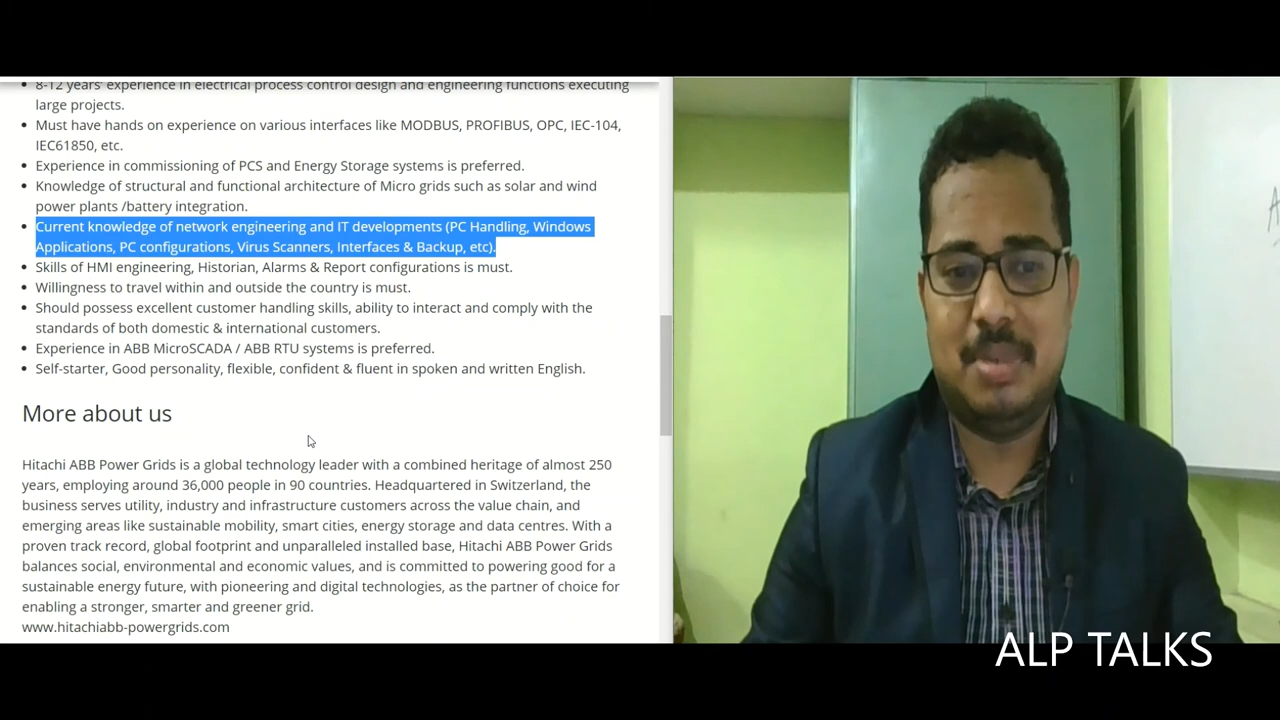 8-12 years' experience in electrical process control design and engineering functions executing
large projects.
Must have hands on experience on various interfaces like MODBUS, PROFIBUS, OPC, IEC-104,
IEC61850, etc.
Experience in commissioning of PCS and Energy Storage systems is preferred.
Knowledge of structural and functional architecture of Micro grids such as solar and wind
power plants /battery integration.
Current knowledge of network engineering and IT developments (PC Handling, Windows
Applications, PC configurations, Virus Scanners, Interfaces & Backup, etc).
Skills of HMI engineering, Historian, Alarms & Report configurations is must.
Willingness to travel within and outside the country is must.
Should possess excellent customer handling skills, ability to interact and comply with the
standards of both domestic & international customers.
Experience in ABB MicroSCADA / ABB RTU systems is preferred.
Self-starter, Good personality, flexible, confident & fluent in spoken and written English.
More about us
Hitachi ABB Power Grids is a global technology leader with a combined heritage of almost 250
years, employing around 36,000 people in 90 countries. Headquartered in Switzerland, the
business serves utility, industry and infrastructure customers across the value chain, and
emerging areas like sustainable mobility, smart cities, energy storage and data centres. With a
proven track record, global footprint and unparalleled installed base, Hitachi ABB Power Grids
balances social, environmental and economic values, and is committed to powering good for a
sustainable energy future, with pioneering and digital technologies, as the partner of choice for
enabling a stronger, smarter and greener grid.
www.hitachiabb-powergrids.com
ALP TALKS